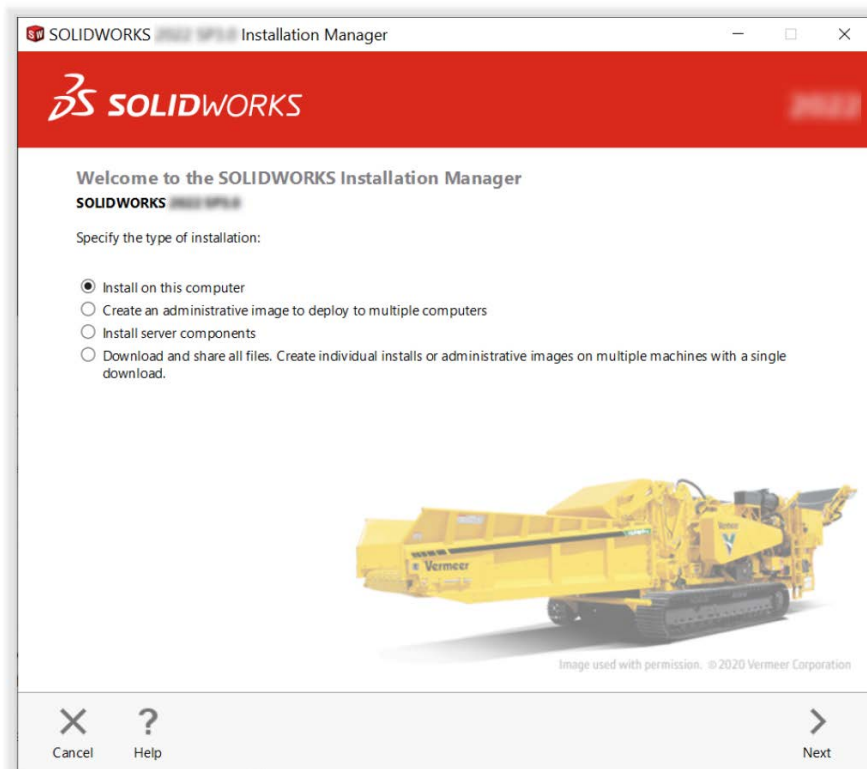 SOLIDWORKS Installation Manager
SOLIDWORKS
Welcome to the SOLIDWORKS Installation Manager
SOLIDWORKS
Specify the type of installation:
Install on this computer
Create an administrative image to deploy to multiple computers
Install server components
Download and share all files. Create individual installs or administrative images on multiple machines with a single
download.
Vermeer
Vermeer
Image used with permission. © 2020 Vermeer Corporation
Cancel
Help
Next